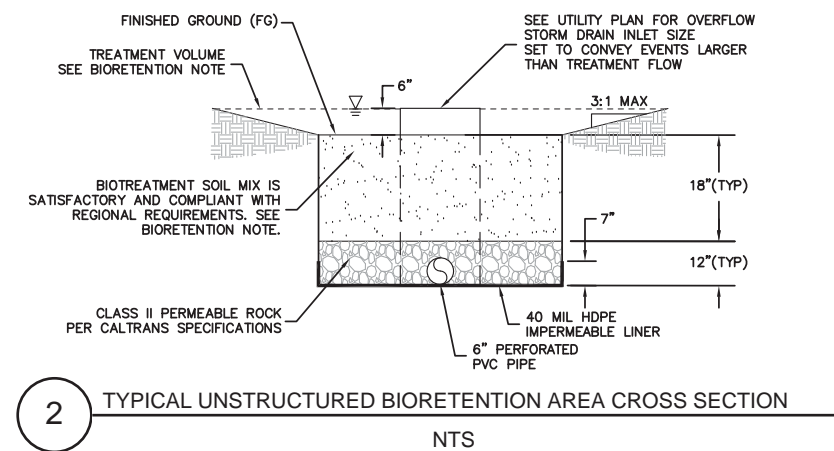 FINISHED GROUND (FG)
SEE UTILITY PLAN FOR OVERFLOW
STORM DRAIN INLET SIZE
SET TO CONVEY EVENTS LARGER
THAN TREATMENT FLOW
TREATMENT VOLUME
SEE BIORETENTION NOTE
6"
3:1 MAX
BIOTREATMENT SOIL MIX IS
SATISFACTORY AND COMPLIANT WITH
REGIONAL REQUIREMENTS. SEE
BIORETENTION NOTE.
18"(TYP)
7"
12"(TYP)
CLASS II PERMEABLE ROCK
PER CALTRANS SPECIFICATIONS
40 MIL HDPE
IMPERMEABLE LINER
6" PERFORATED
PVC PIPE
2
TYPICAL UNSTRUCTURED BIORETENTION AREA CROSS SECTION
NTS